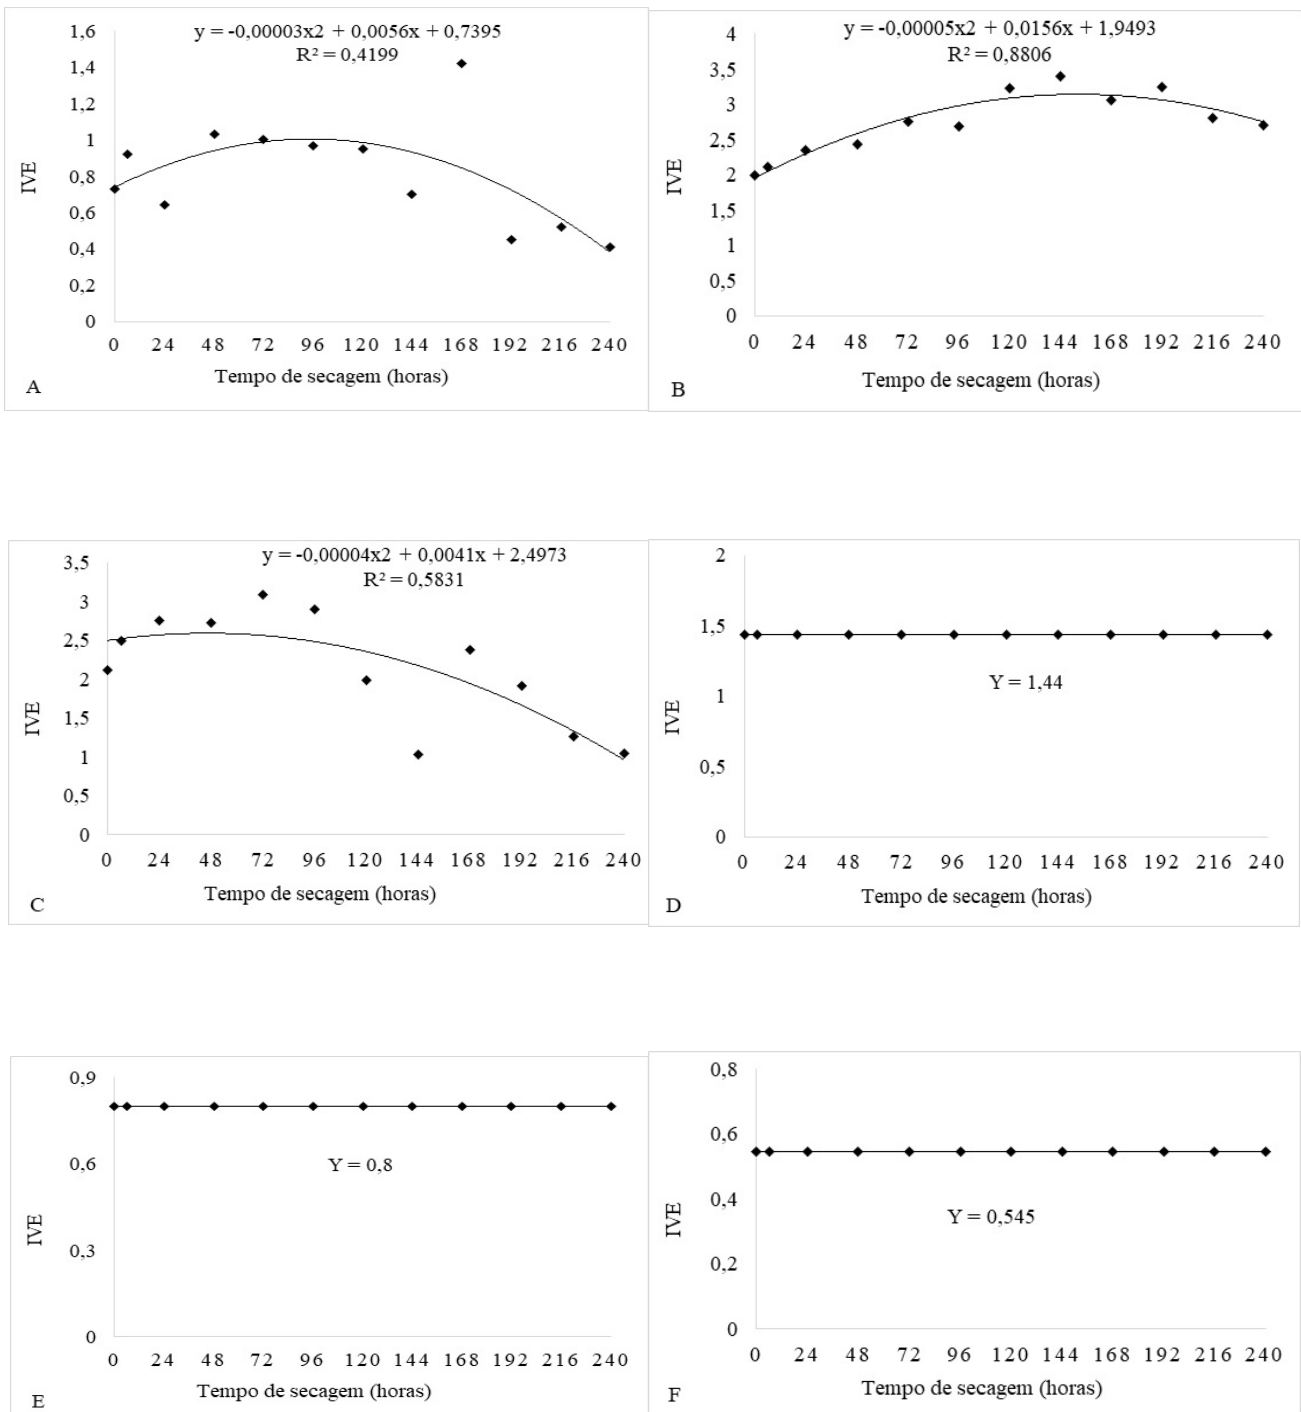 y = -0,00003x2 + 0,0056x + 0,7395
R² = 0,4199
1,6
1,4
1,2
1
0,8
0,6
0,4
0,2
0
IVE
0 24 48 72 96 120 144 168 192 216 240
Tempo de secagem (horas)
A
y = -0,00005x2 + 0,0156x + 1,9493
R² = 0,8806
4
3,5
3
2,5
2
1,5
1
0,5
0
IVE
0 24 48 72 96 120 144 168 192 216 240
Tempo de secagem (horas)
B
y = -0,00004x2 + 0,0041x + 2,4973
R² = 0,5831
3,5
3
2,5
2
1,5
1
0,5
0
IVE
0 24 48 72 96 120 144 168 192 216 240
Tempo de secagem (horas)
C
2
1,5
1
0,5
0
IVE
Y = 1,44
0 24 48 72 96 120 144 168 192 216 240
Tempo de secagem (horas)
D
0,9
0,6
0,3
0
IVE
Y = 0,8
0 24 48 72 96 120 144 168 192 216 240
Tempo de secagem (horas)
E
0,8
0,6
0,4
0,2
0
IVE
Y = 0,545
0 24 48 72 96 120 144 168 192 216 240
Tempo de secagem (horas)
F